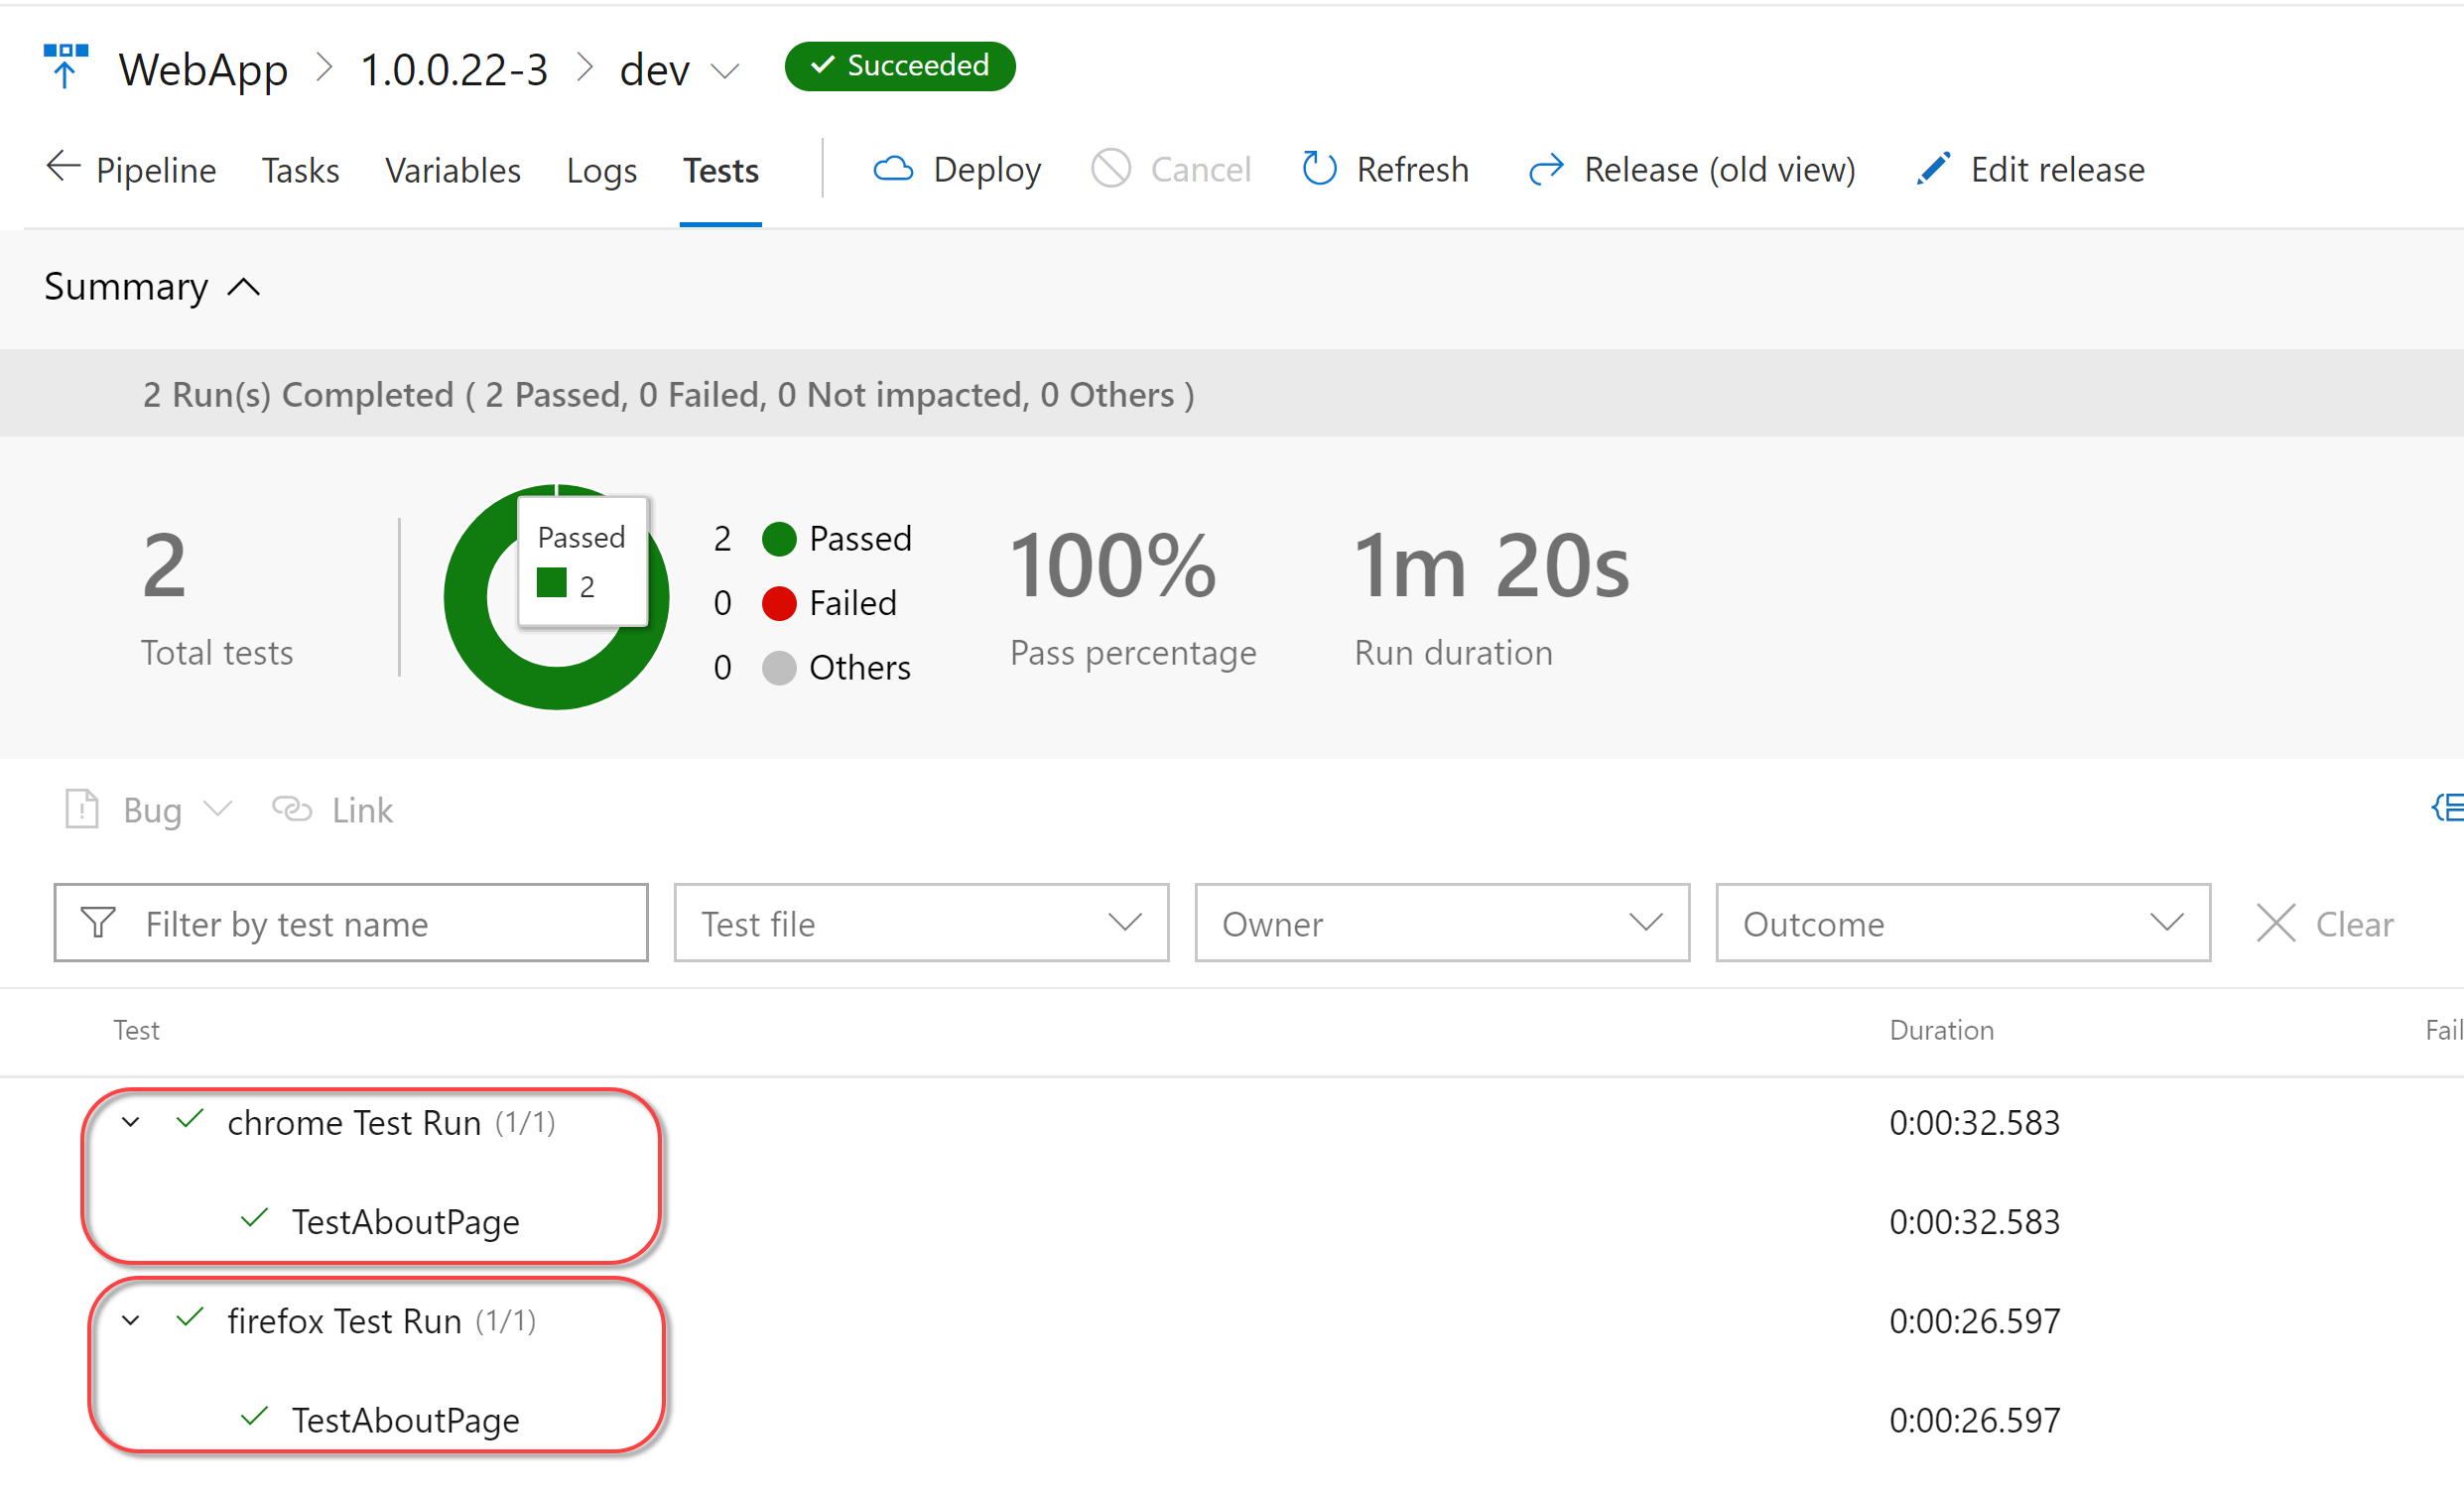 WebApp > 1.0.0.22-3 > dev Succeeded
Pipeline Tasks Variables Logs Tests Deploy Cancel Refresh Release (old view) Edit release
Summary
2 Run(s) Completed ( 2 Passed, 0 Failed, 0 Not impacted, 0 Others )
2
Total tests
Passed
2
2 Passed
0 Failed
0 Others
100%
Pass percentage
1m 20s
Run duration
Bug Link
Filter by test name Test file Owner Outcome Clear
Test Duration Fail
chrome Test Run (1/1) 0:00:32.583
TestAboutPage 0:00:32.583
firefox Test Run (1/1) 0:00:26.597
TestAboutPage 0:00:26.597